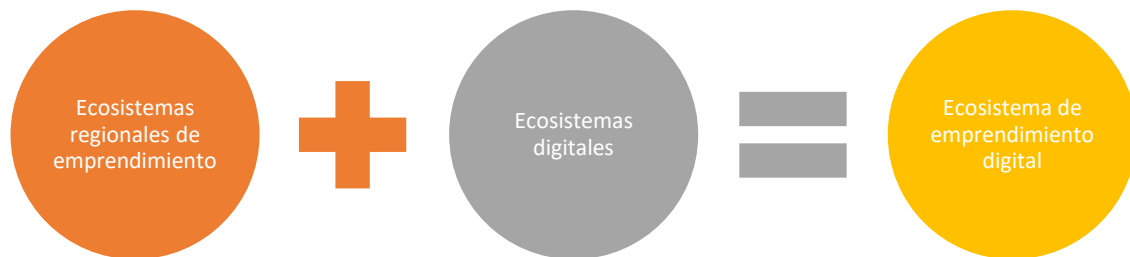 Ecosistemas
regionales de
emprendimiento
Ecosistemas
digitales
Ecosistema de
emprendimiento
digital